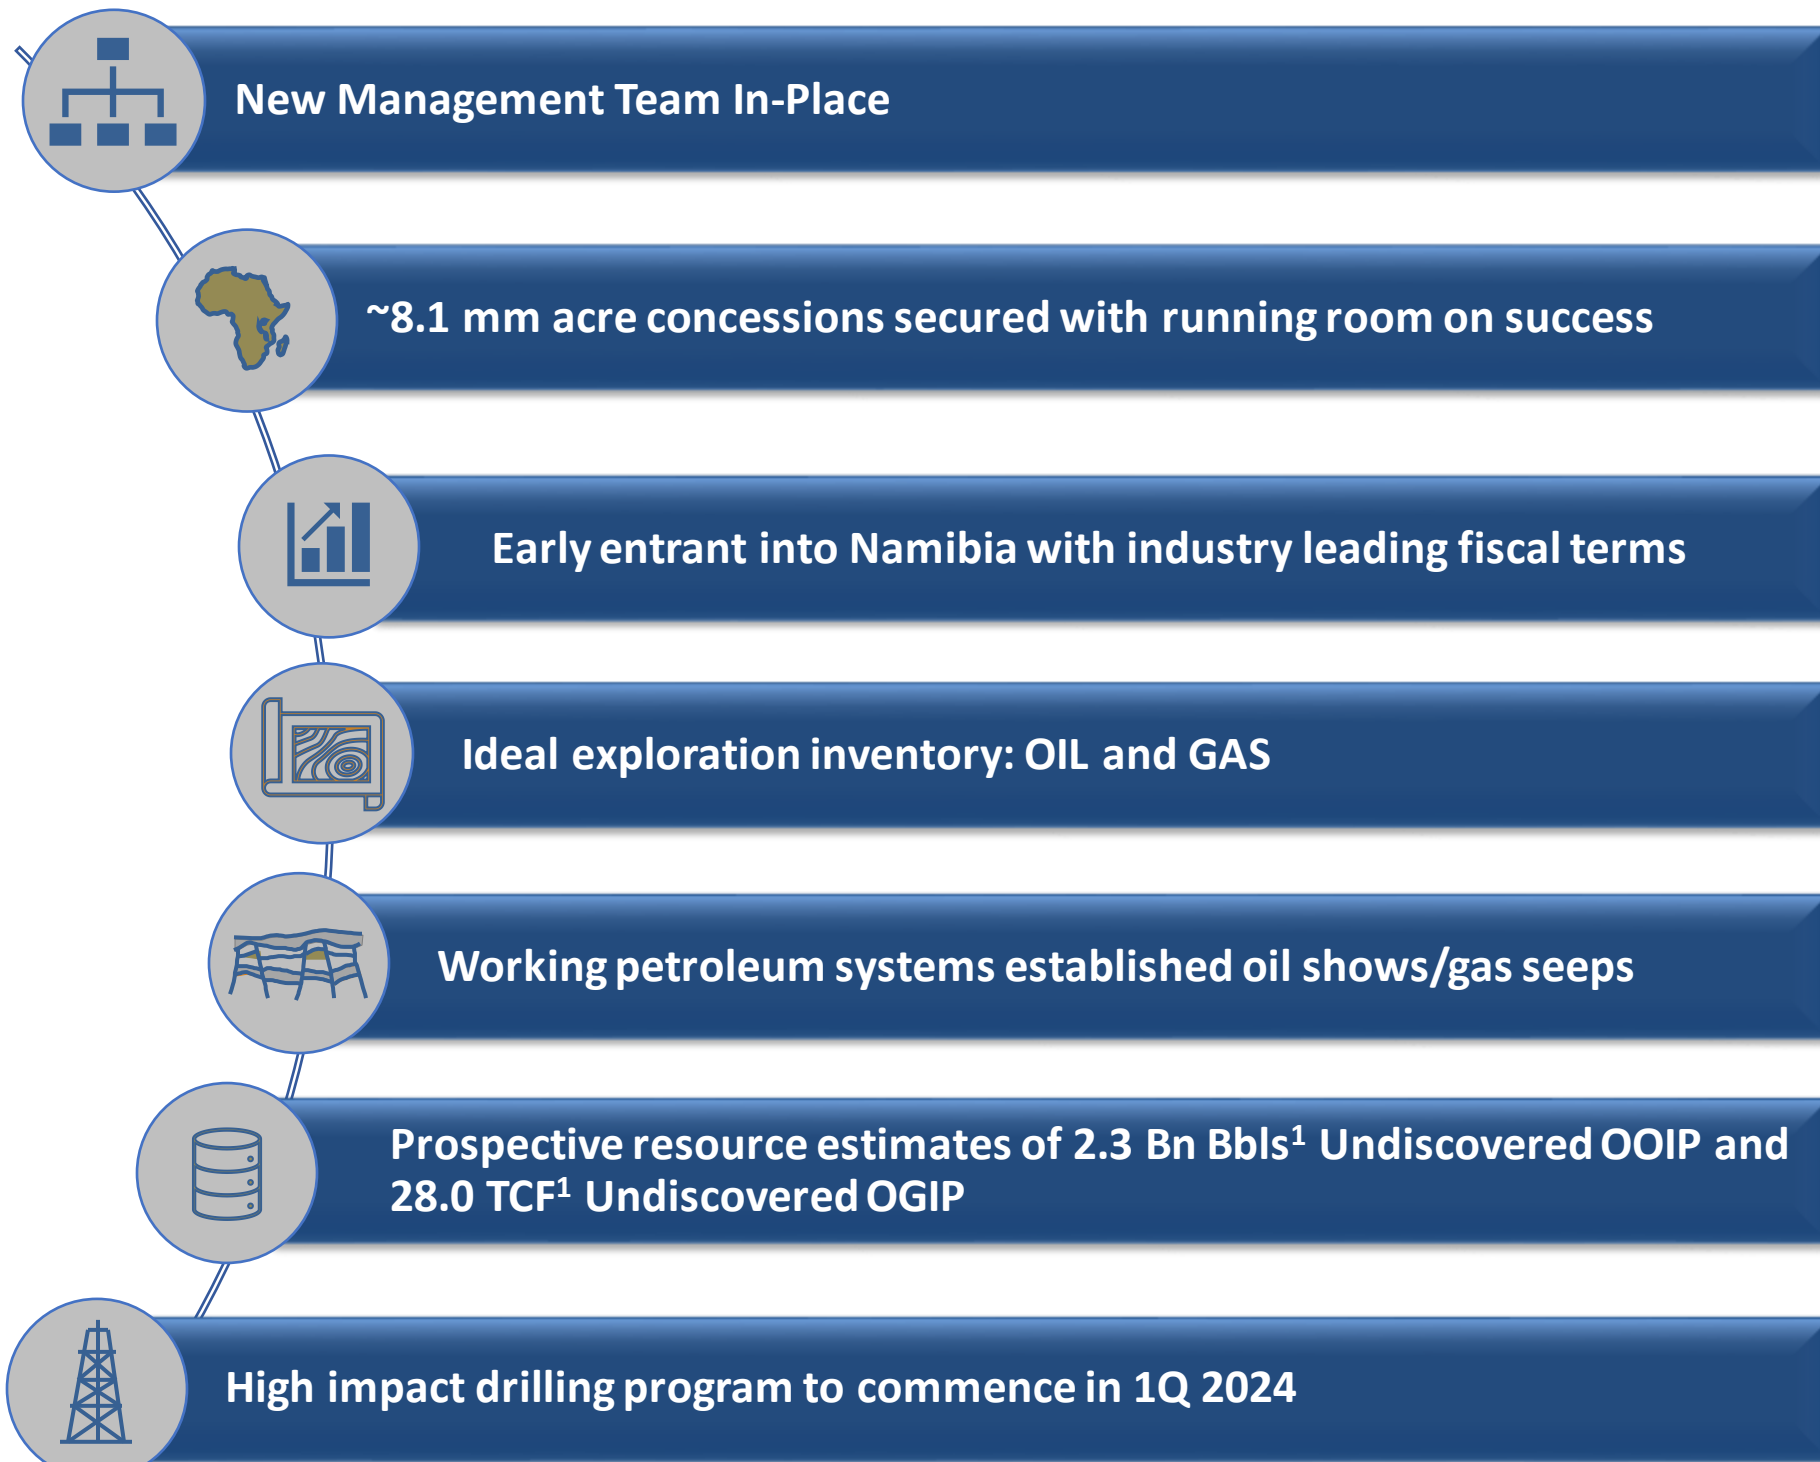 New Management Team In-Place
~8.1 mm acre concessions secured with running room on success
Early entrant into Namibia with industry leading fiscal terms
Ideal exploration inventory: OIL and GAS
Working petroleum systems established oil shows/gas seeps
Prospective resource estimates of 2.3 Bn Bbls¹ Undiscovered OOIP and
28.0 TCF¹ Undiscovered OGIP
High impact drilling program to commence in 1Q 2024